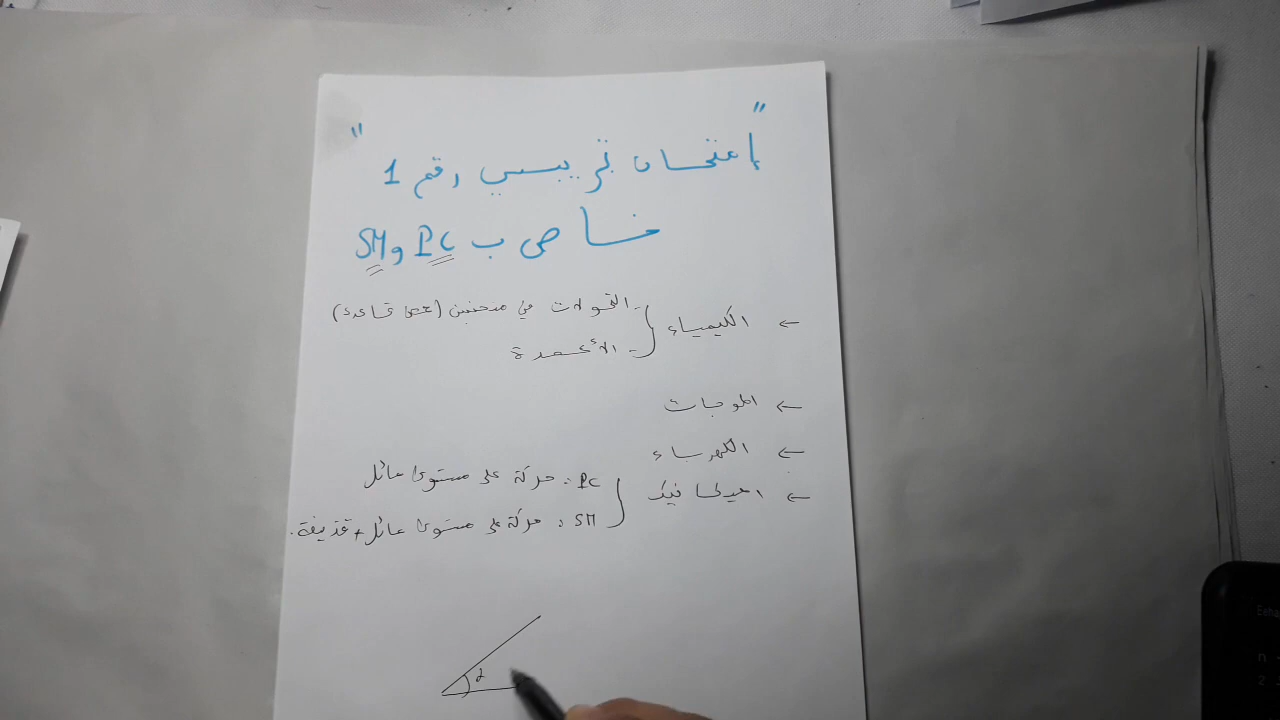 "إمتحان تجريبي رقم 1"
خاص ب PC و SM
← الكيمياء { - التحولات في منحنيين (حمض قاعدة)
- الأعمدة
← الموجات
← الكهرباء
← الميكانيك { PC : حركة على مستوى مائل
SM : حركة على مستوى مائل + قذيفة.
α